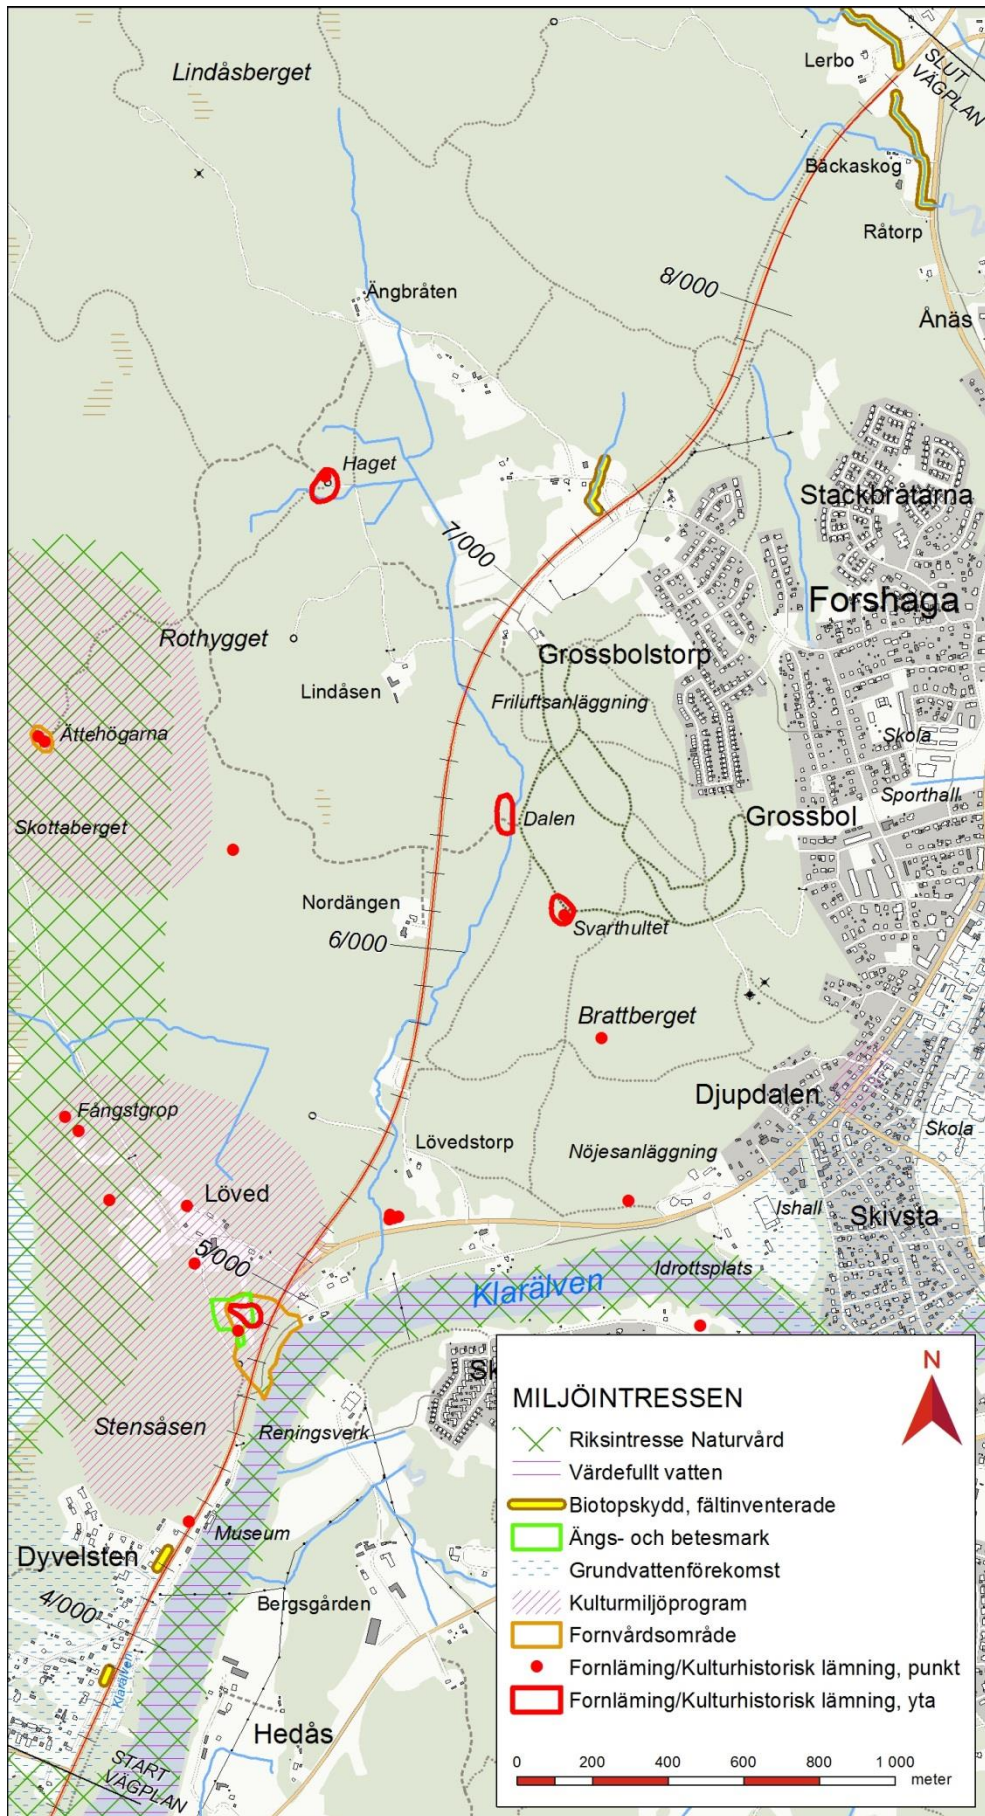 Lindåsberget
Lerbo
SLUT
VÄGPLAN
Bäckaskog
Råtorp
Ängbråten
8/000
Ånäs
Haget
Stackbråtarna
7/000
Forshaga
Rothygget
Grossbolstorp
Lindåsen
Friluftsanläggning
Ättehögarna
Skola
Sporthall
Skottaberget
Dalen
Grossbol
Nordängen
6/000
Svarthultet
Brattberget
Djupdalen
Fångstgrop
Lövedstorp
Skola
Nöjesanläggning
Löved
Ishall
Skivsta
5/000
Idrottsplats
Klarälven
Sk
Stensåsen
Reningsverk
Museum
Dyvelsten
4/000
Bergsgården
Klarälven
Hedås
START
VÄGPLAN
N
MILJÖINTRESSEN
Riksintresse Naturvård
Värdefullt vatten
Biotopskydd, fältinventerade
Ängs- och betesmark
Grundvattenförekomst
Kulturmiljöprogram
Fornvårdsområde
Fornläming/Kulturhistorisk lämning, punkt
Fornläming/Kulturhistorisk lämning, yta
0 200 400 600 800 1 000
meter